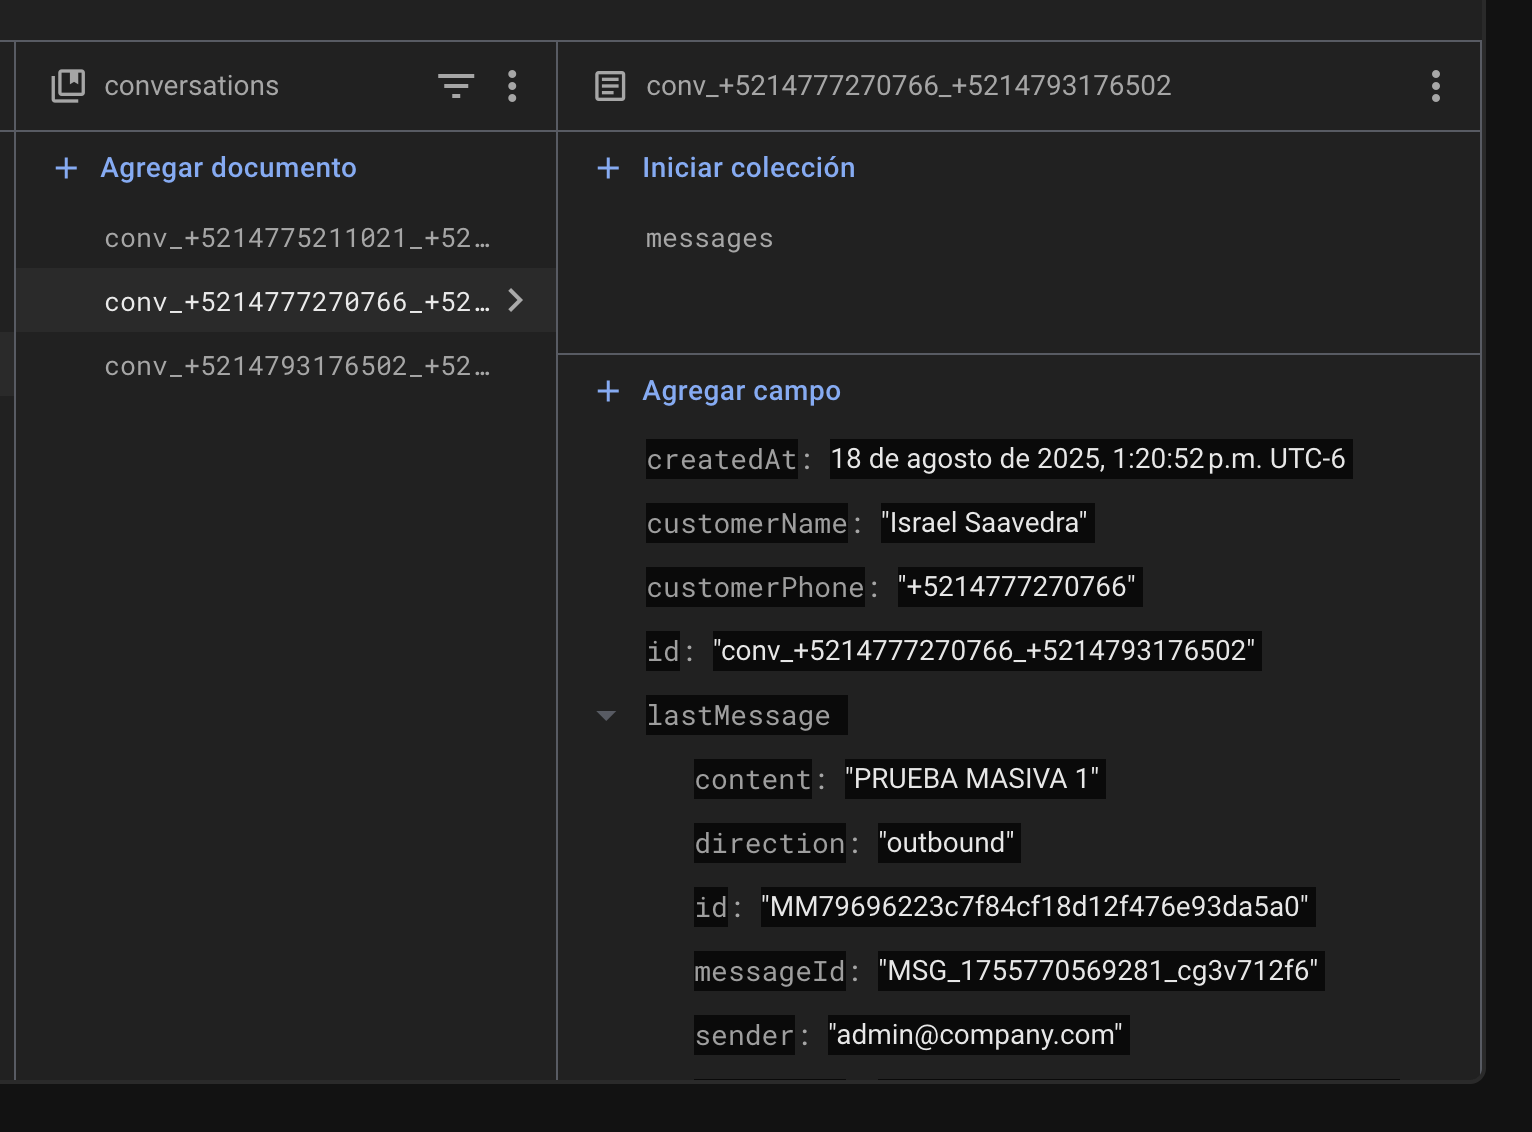 conversations
Agregar documento
conv_+5214775211021_+52…
conv_+5214777270766_+52…
conv_+5214793176502_+52…
conv_+5214777270766_+5214793176502
Iniciar colección
messages
Agregar campo
createdAt: 18 de agosto de 2025, 1:20:52 p.m. UTC-6
customerName: "Israel Saavedra"
customerPhone: "+5214777270766"
id: "conv_+5214777270766_+5214793176502"
lastMessage
content: "PRUEBA MASIVA 1"
direction: "outbound"
id: "MM79696223c7f84cf18d12f476e93da5a0"
messageId: "MSG_1755770569281_cg3v712f6"
sender: "admin@company.com"